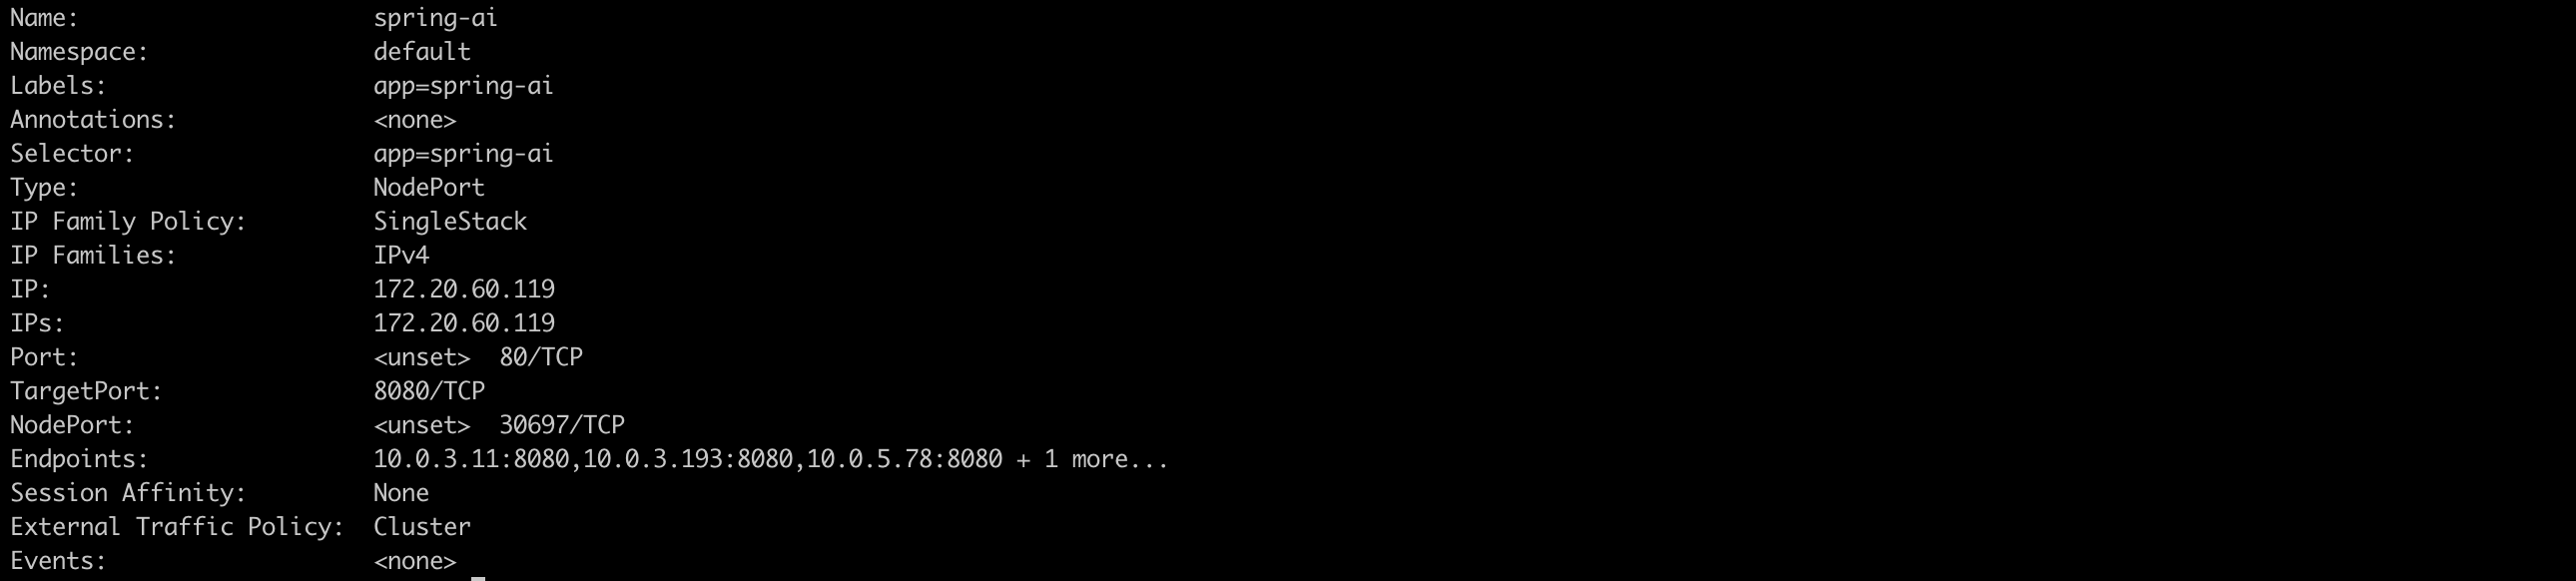 Name:                     spring-ai
Namespace:                default
Labels:                   app=spring-ai
Annotations:              <none>
Selector:                 app=spring-ai
Type:                     NodePort
IP Family Policy:         SingleStack
IP Families:              IPv4
IP:                       172.20.60.119
IPs:                      172.20.60.119
Port:                     <unset>  80/TCP
TargetPort:               8080/TCP
NodePort:                 <unset>  30697/TCP
Endpoints:                10.0.3.11:8080,10.0.3.193:8080,10.0.5.78:8080 + 1 more...
Session Affinity:         None
External Traffic Policy:  Cluster
Events:                   <none>